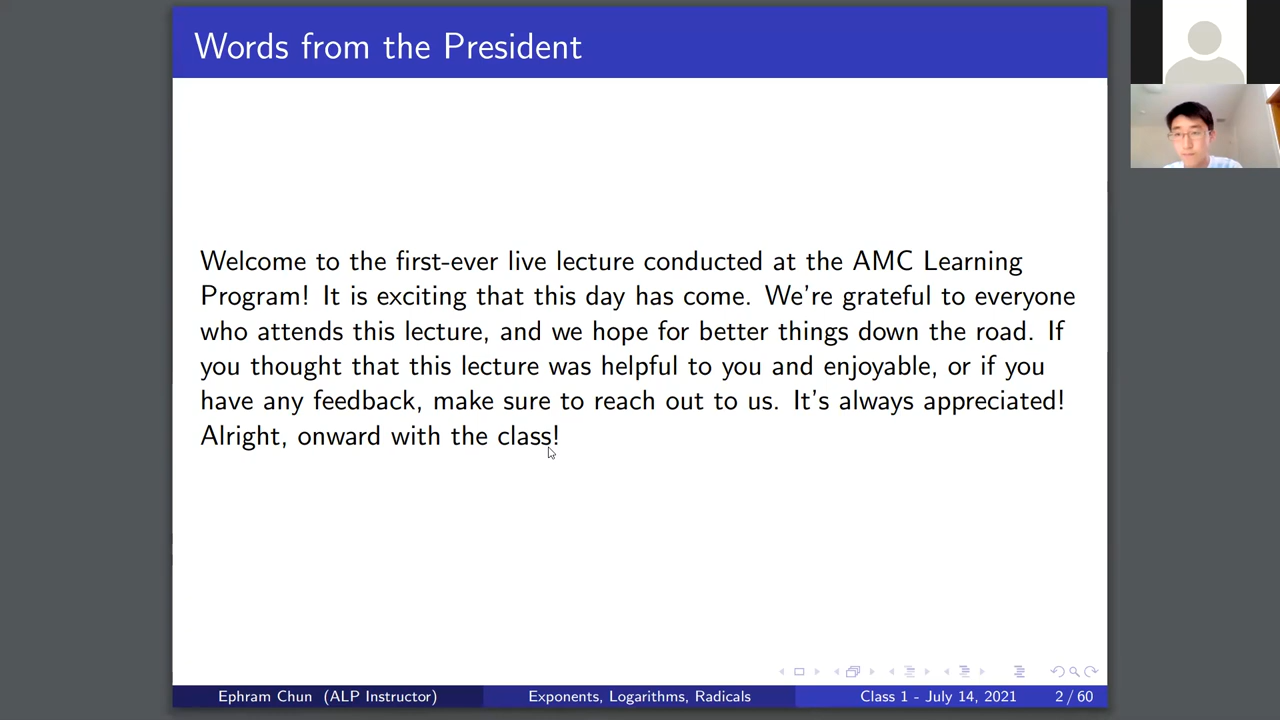 Words from the President
Welcome to the first-ever live lecture conducted at the AMC Learning
Program! It is exciting that this day has come. We're grateful to everyone
who attends this lecture, and we hope for better things down the road. If
you thought that this lecture was helpful to you and enjoyable, or if you
have any feedback, make sure to reach out to us. It's always appreciated!
Alright, onward with the class!
Ephram Chun (ALP Instructor)
Exponents, Logarithms, Radicals
Class 1 - July 14, 2021
2 / 60